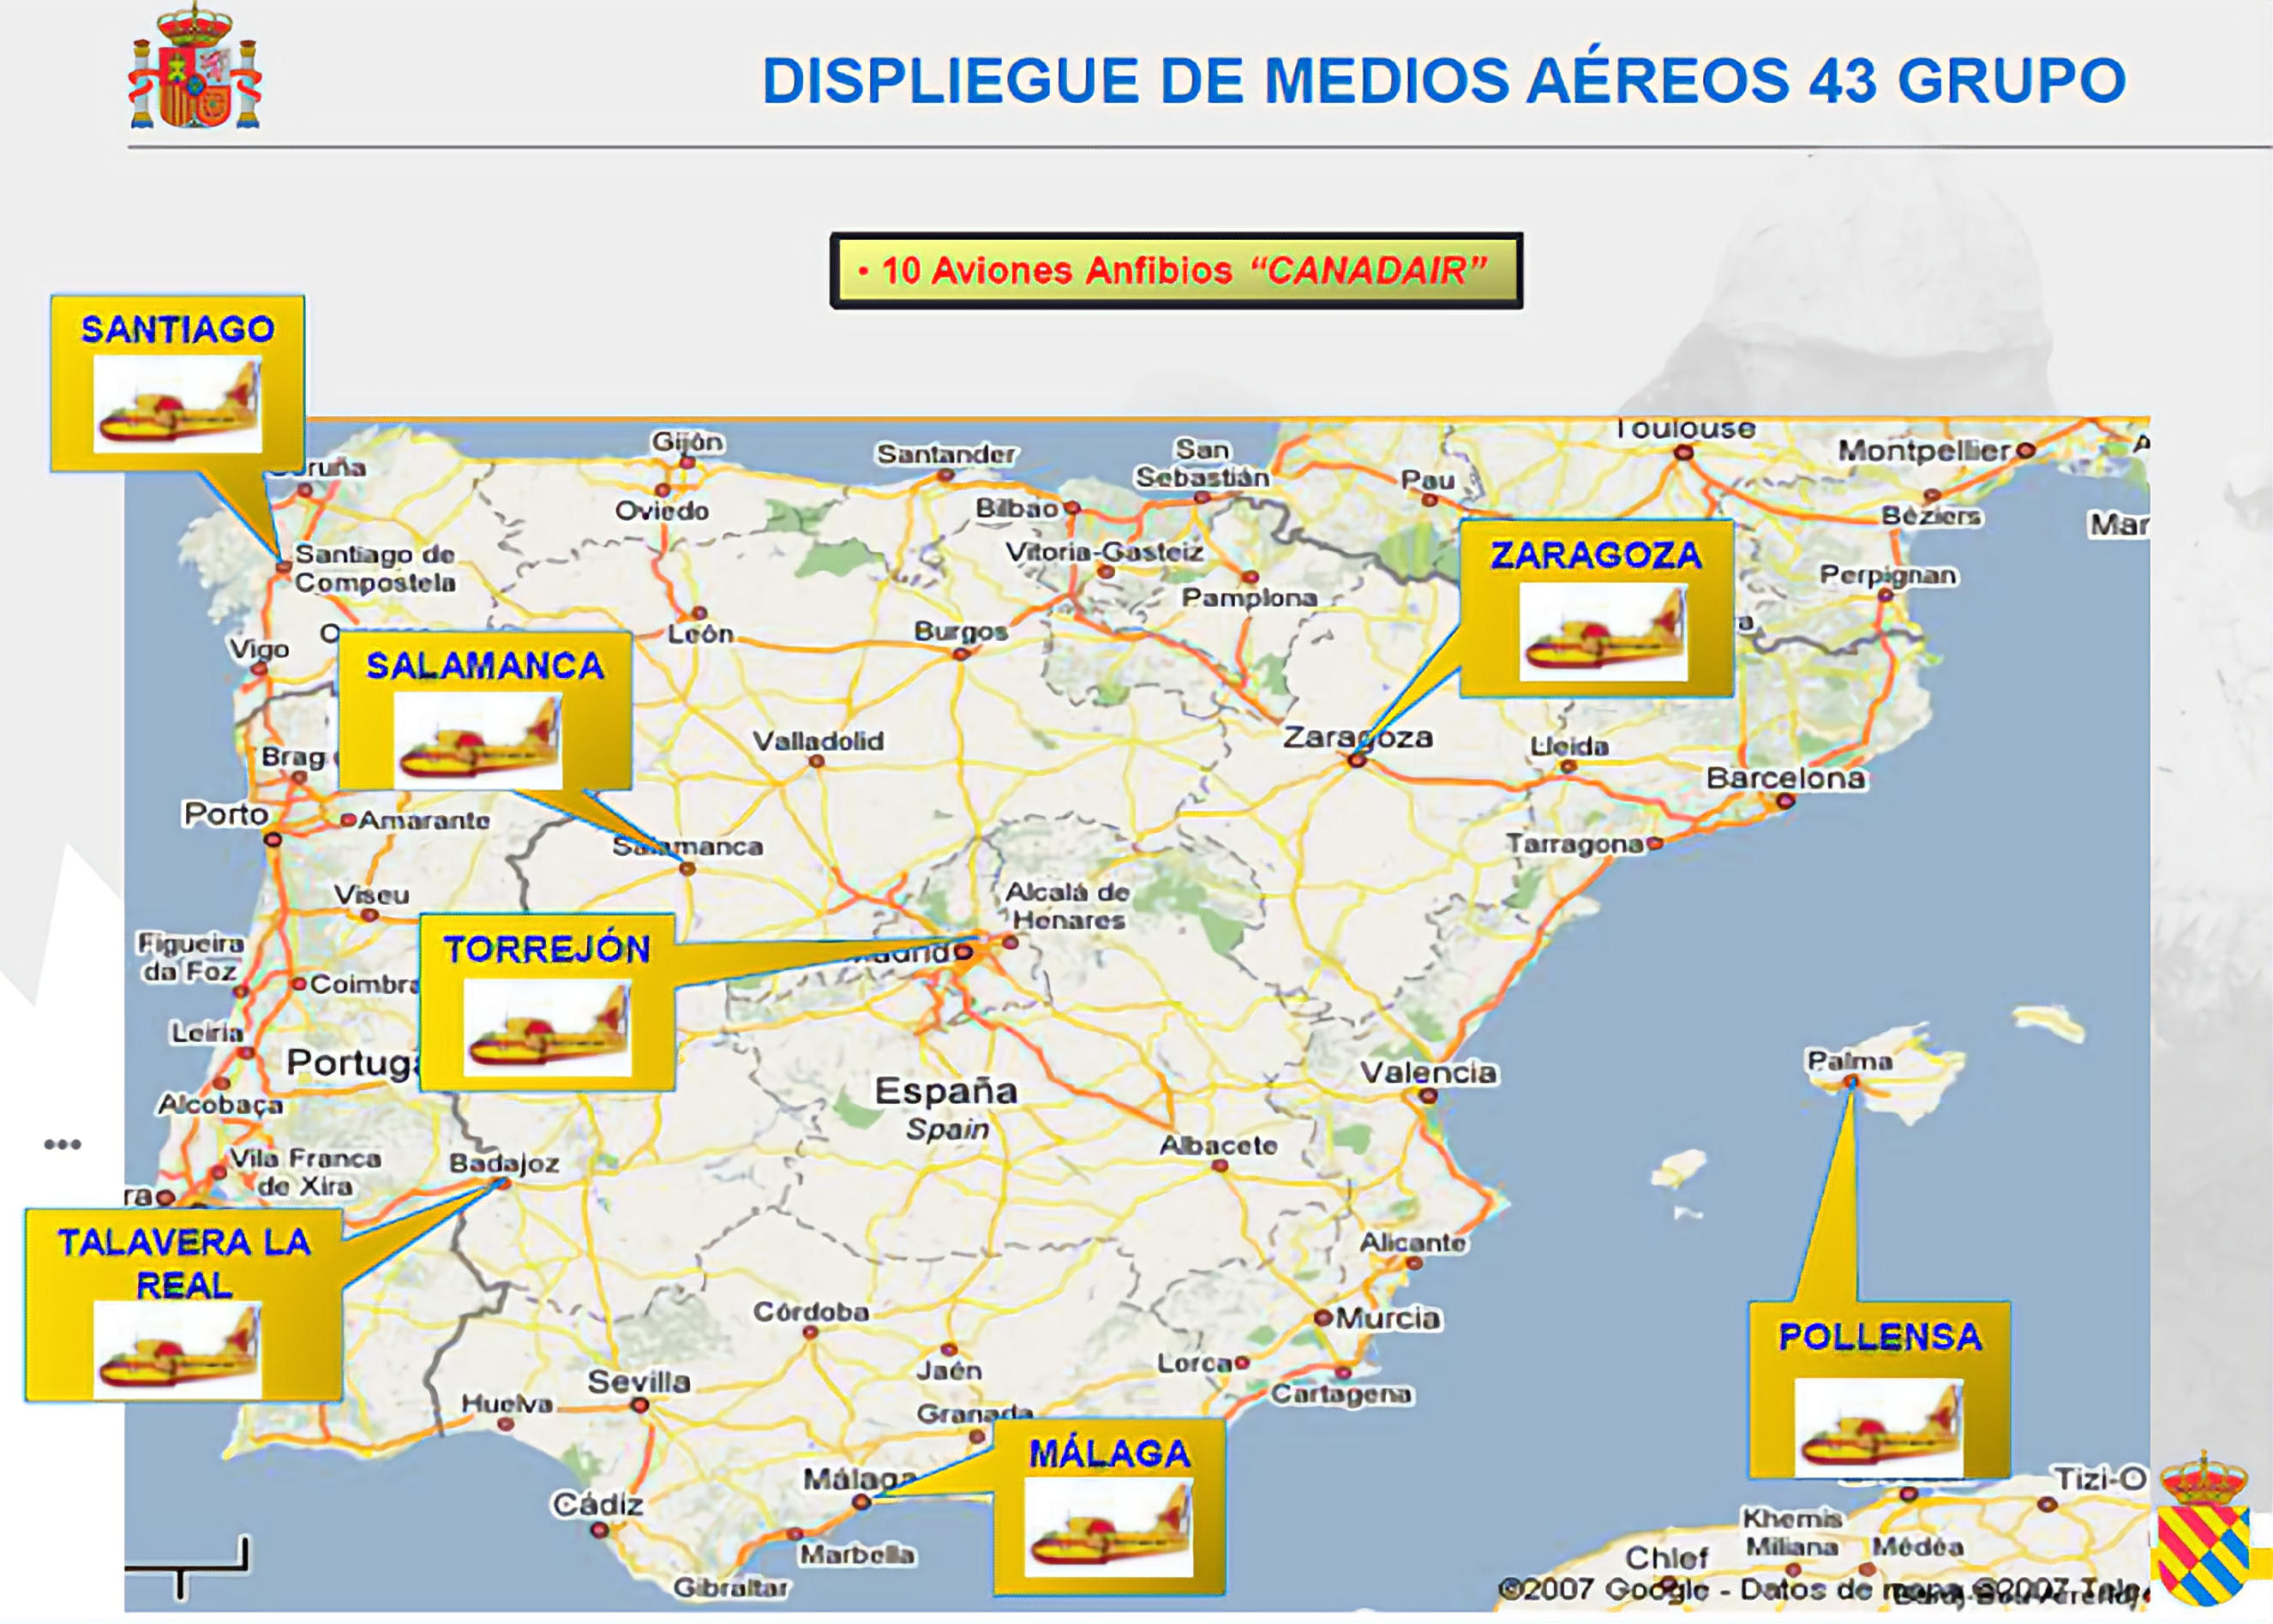 DISPLIEGUE DE MEDIOS AÉREOS 43 GRUPO
• 10 Aviones Anfibios “CANADAIR”
SANTIAGO
Gijón
Santander
San
Sebastián
Toulouse
Montpellier
Pau
Oviedo
Bilbao
Béziers
Mar
Santiago de
Compostela
Vitoria-Gasteiz
ZARAGOZA
Perpignan
Pamplona
Vigo
León
Burgos
SALAMANCA
Valladolid
Zaragoza
Lleida
Barcelona
Brag
Porto
Amarante
Salamanca
Tarragona
Viseu
Alcalá de
Henares
Figueira
da Foz
TORREJÓN
Coimbra
Leiria
Portuga
Alcobaça
España
Spain
Valencia
Palma
Albacete
Vila Franca
de Xira
Badajoz
ra
TALAVERA LA
REAL
Alicante
Córdoba
Murcia
POLLENSA
Jaén
Lorca
Sevilla
Cartagena
Huelva
Granada
MÁLAGA
Málaga
Cádiz
Tizi-O
Marbella
Khemis
Miliana
Médéa
Chlef
Gibraltar
©2007 Google - Datos de mapa ©2007 Tele